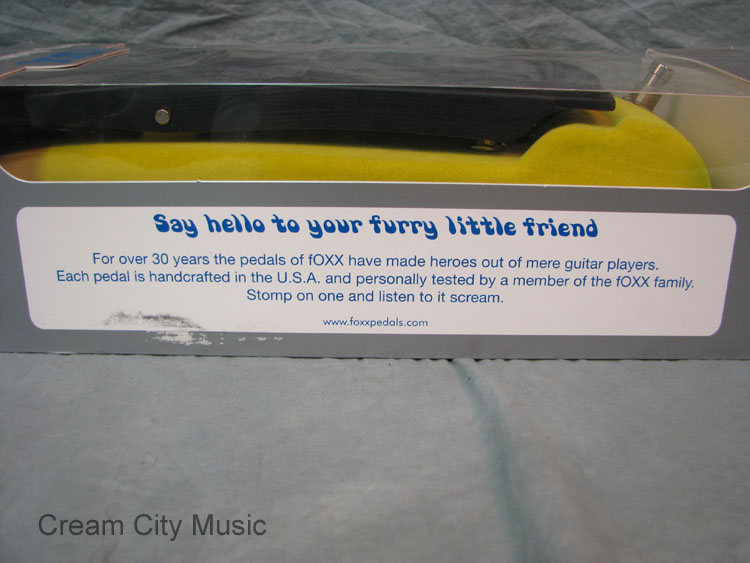 Say hello to your furry little friend
For over 30 years the pedals of fOXX have made heroes out of mere guitar players.
Each pedal is handcrafted in the U.S.A. and personally tested by a member of the fOXX family.
Stomp on one and listen to it scream.
www.foxxpedals.com
Cream City Music